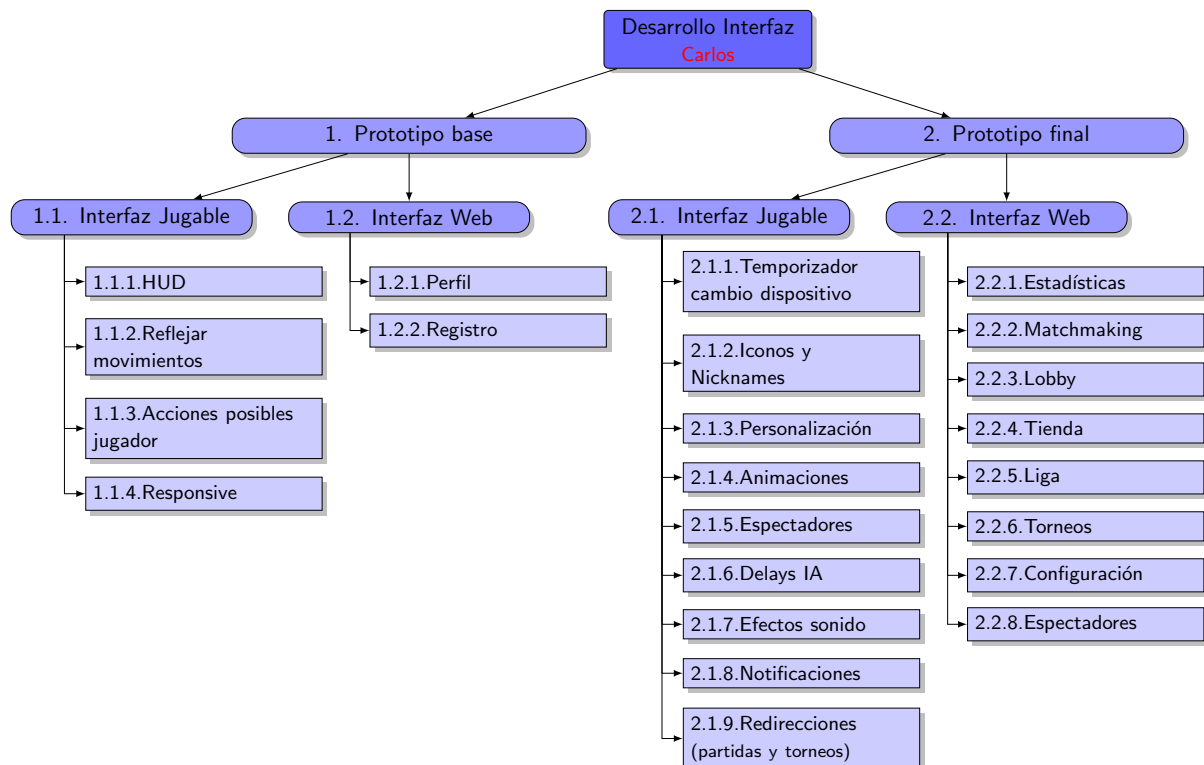 Desarrollo Interfaz
Carlos
1. Prototipo base
2. Prototipo final
1.1. Interfaz Jugable
1.2. Interfaz Web
2.1. Interfaz Jugable
2.2. Interfaz Web
1.1.1.HUD
1.1.2.Reflejar
movimientos
1.1.3.Acciones posibles
jugador
1.1.4.Responsive
1.2.1.Perfil
1.2.2.Registro
2.1.1.Temporizador
cambio dispositivo
2.1.2.Iconos y
Nicknames
2.1.3.Personalización
2.1.4.Animaciones
2.1.5.Espectadores
2.1.6.Delays IA
2.1.7.Efectos sonido
2.1.8.Notificaciones
2.1.9.Redirecciones
(partidas y torneos)
2.2.1.Estadísticas
2.2.2.Matchmaking
2.2.3.Lobby
2.2.4.Tienda
2.2.5.Liga
2.2.6.Torneos
2.2.7.Configuración
2.2.8.Espectadores